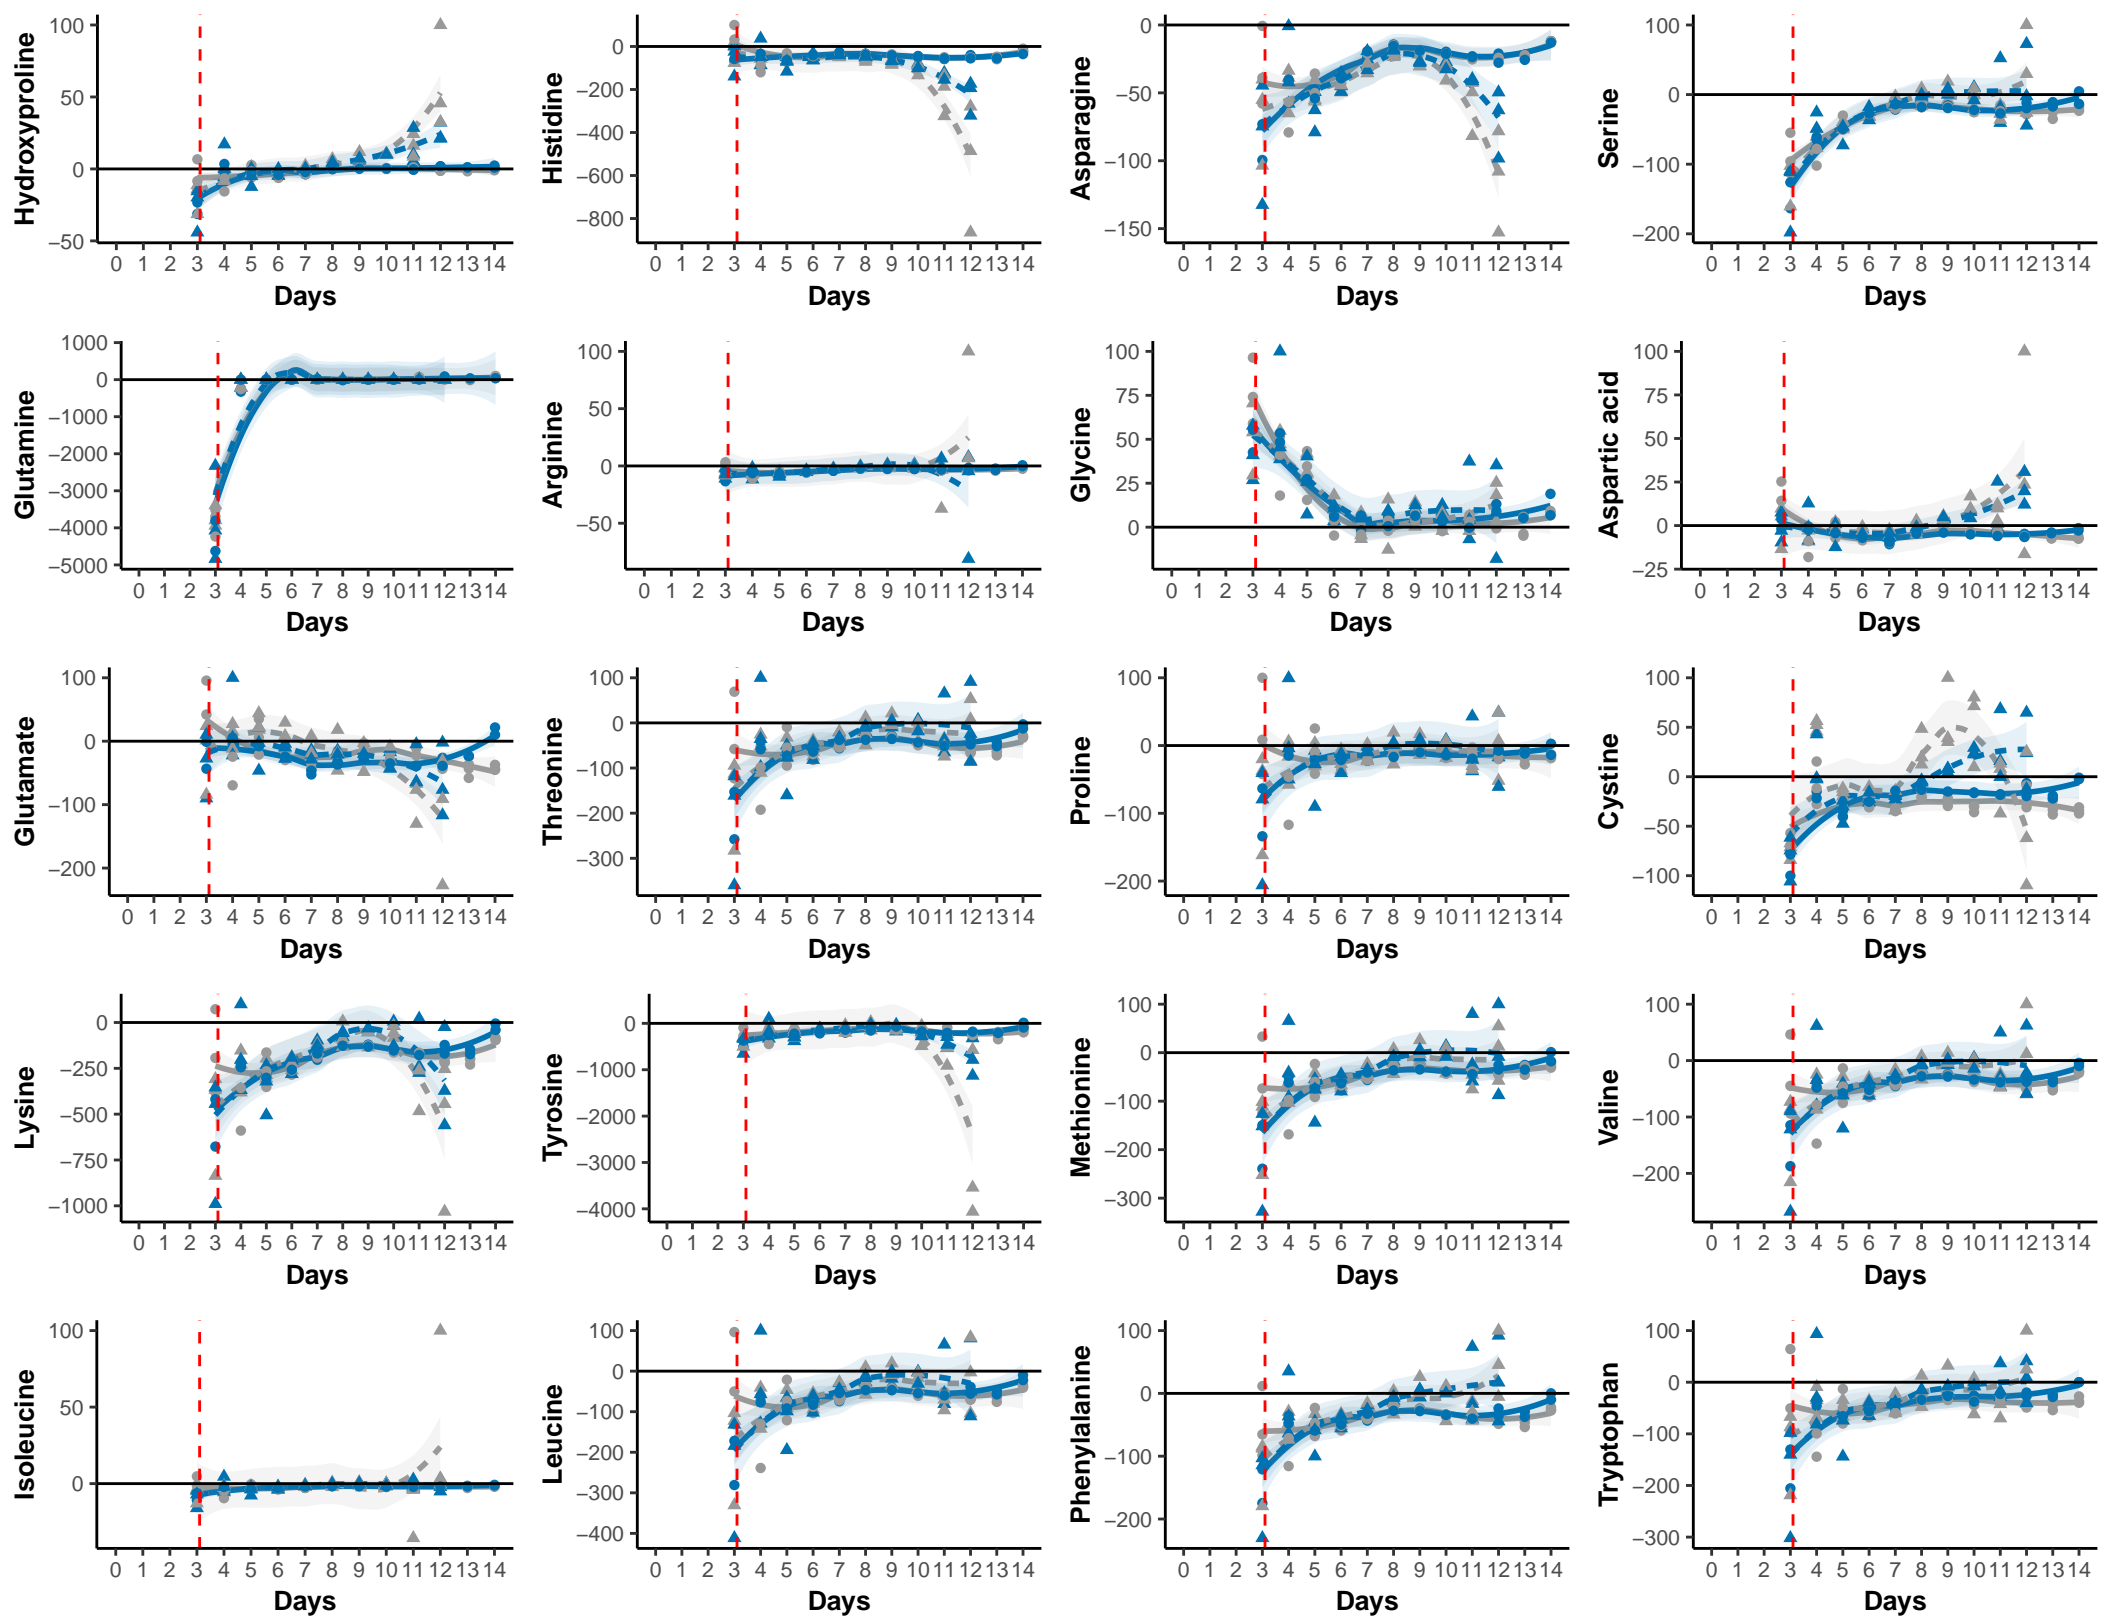 Hydroxyproline
100
50
0
−50
0 1 2 3 4 5 6 7 8 9 10 11 12 13 14
Days
Histidine
0
−200
−400
−600
−800
0 1 2 3 4 5 6 7 8 9 10 11 12 13 14
Days
Asparagine
0
−50
−100
−150
0 1 2 3 4 5 6 7 8 9 10 11 12 13 14
Days
Serine
100
0
−100
−200
0 1 2 3 4 5 6 7 8 9 10 11 12 13 14
Days
Glutamine
1000
0
−1000
−2000
−3000
−4000
−5000
0 1 2 3 4 5 6 7 8 9 10 11 12 13 14
Days
Arginine
100
50
0
−50
0 1 2 3 4 5 6 7 8 9 10 11 12 13 14
Days
Glycine
100
75
50
25
0
0 1 2 3 4 5 6 7 8 9 10 11 12 13 14
Days
Aspartic acid
100
75
50
25
0
−25
0 1 2 3 4 5 6 7 8 9 10 11 12 13 14
Days
Glutamate
100
0
−100
−200
0 1 2 3 4 5 6 7 8 9 10 11 12 13 14
Days
Threonine
100
0
−100
−200
−300
0 1 2 3 4 5 6 7 8 9 10 11 12 13 14
Days
Proline
100
0
−100
−200
0 1 2 3 4 5 6 7 8 9 10 11 12 13 14
Days
Cystine
100
50
0
−50
−100
0 1 2 3 4 5 6 7 8 9 10 11 12 13 14
Days
Lysine
0
−250
−500
−750
−1000
0 1 2 3 4 5 6 7 8 9 10 11 12 13 14
Days
Tyrosine
0
−1000
−2000
−3000
−4000
0 1 2 3 4 5 6 7 8 9 10 11 12 13 14
Days
Methionine
100
0
−100
−200
−300
0 1 2 3 4 5 6 7 8 9 10 11 12 13 14
Days
Valine
100
0
−100
−200
0 1 2 3 4 5 6 7 8 9 10 11 12 13 14
Days
Isoleucine
100
50
0
0 1 2 3 4 5 6 7 8 9 10 11 12 13 14
Days
Leucine
100
0
−100
−200
−300
−400
0 1 2 3 4 5 6 7 8 9 10 11 12 13 14
Days
Phenylalanine
100
0
−100
−200
0 1 2 3 4 5 6 7 8 9 10 11 12 13 14
Days
Tryptophan
100
0
−100
−200
−300
0 1 2 3 4 5 6 7 8 9 10 11 12 13 14
Days